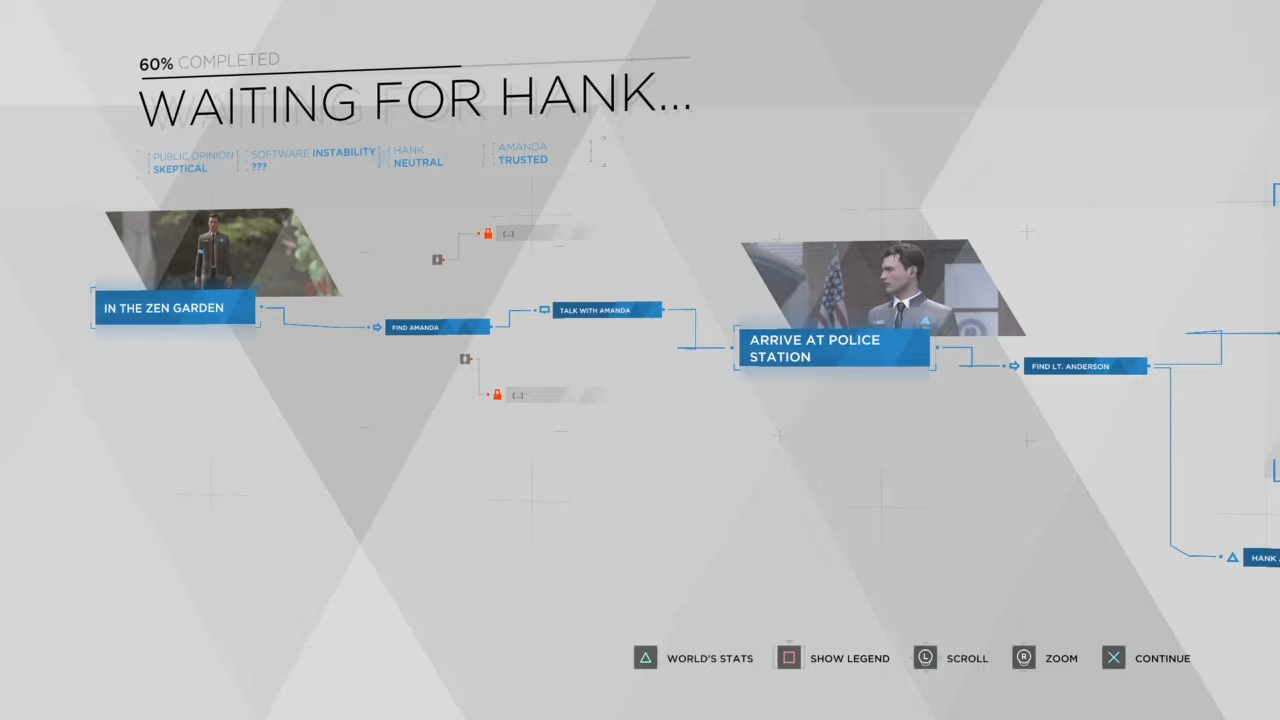 60% COMPLETED
WAITING FOR HANK...
PUBLIC OPINION
SKEPTICAL
SOFTWARE INSTABILITY
???
HANK
NEUTRAL
AMANDA
TRUSTED
[...]
IN THE ZEN GARDEN
FIND AMANDA
TALK WITH AMANDA
[...]
ARRIVE AT POLICE
STATION
FIND LT. ANDERSON
HANK
WORLD'S STATS
SHOW LEGEND
L
SCROLL
R
ZOOM
CONTINUE